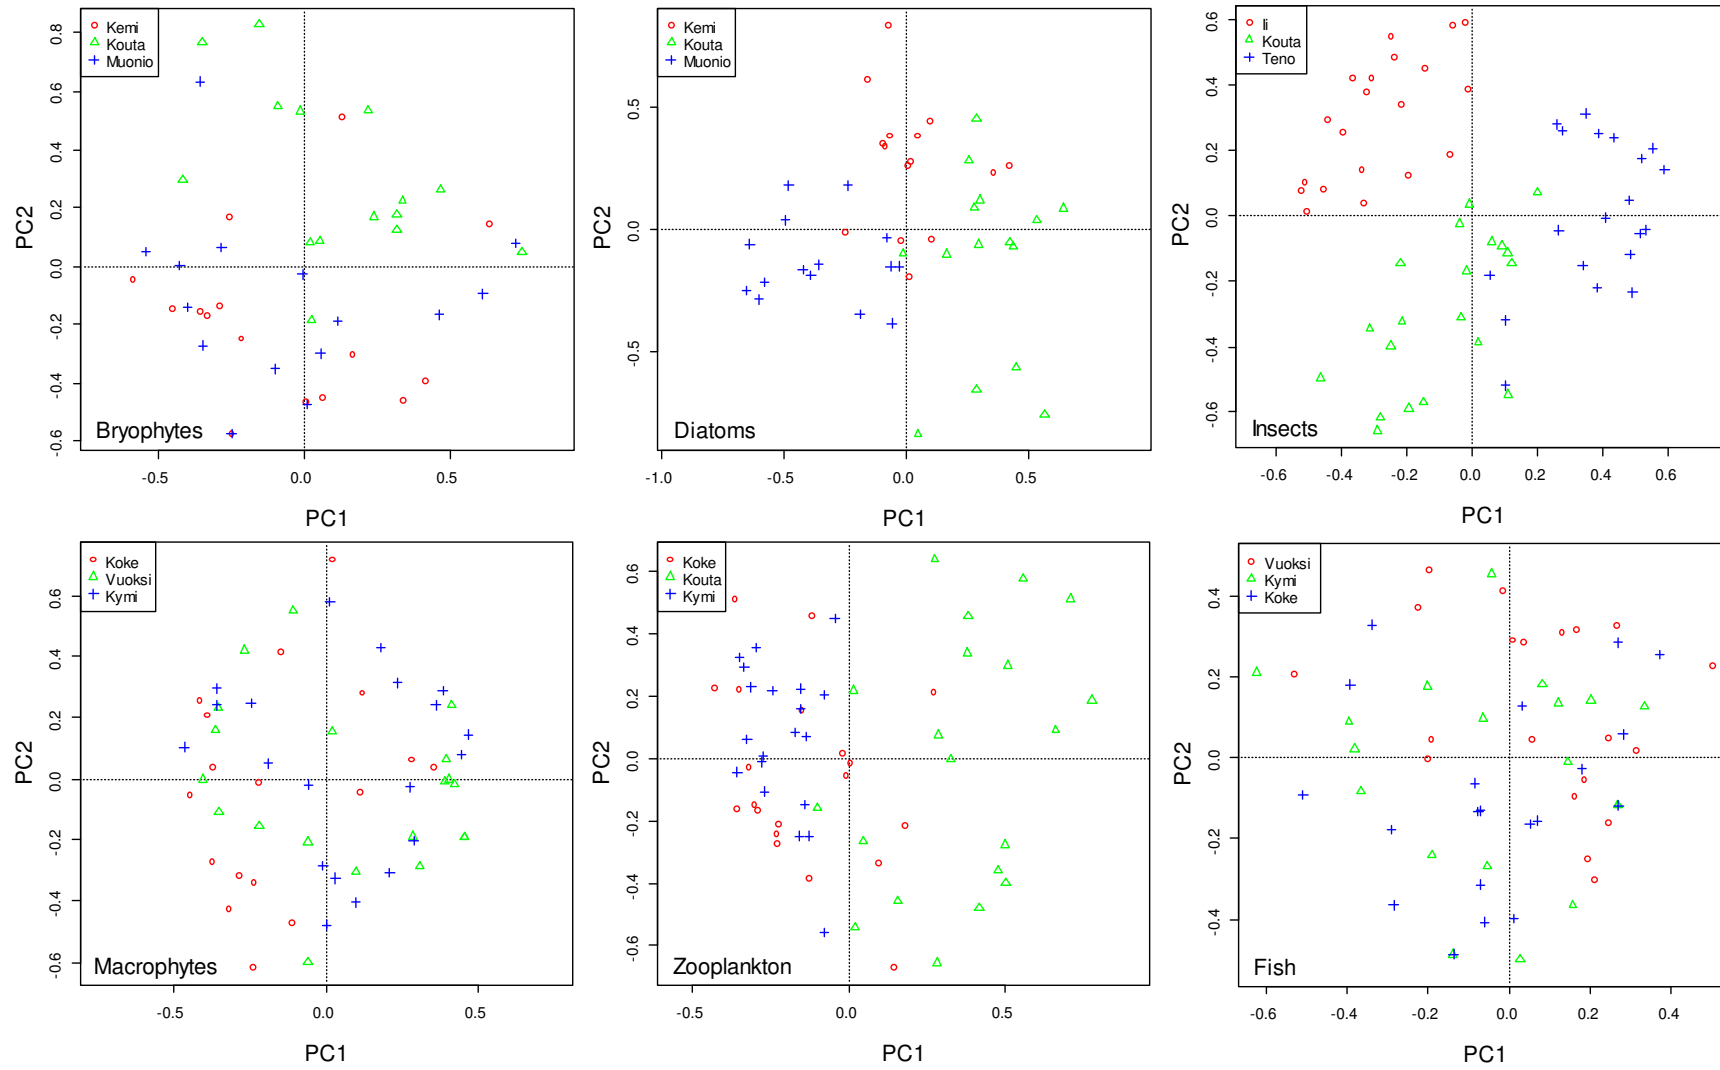 Kemi
Kouta
Muonio
PC2
0.8
0.6
0.4
0.2
0.0
-0.2
-0.4
-0.6
Bryophytes
-0.5 0.0 0.5
PC1
Kemi
Kouta
Muonio
PC2
0.5
0.0
-0.5
Diatoms
-1.0 -0.5 0.0 0.5
PC1
Ii
Kouta
Teno
PC2
0.6
0.4
0.2
0.0
-0.2
-0.4
-0.6
Insects
-0.6 -0.4 -0.2 0.0 0.2 0.4 0.6
PC1
Koke
Vuoksi
Kymi
PC2
0.6
0.4
0.2
0.0
-0.2
-0.4
-0.6
Macrophytes
-0.5 0.0 0.5
PC1
Koke
Kouta
Kymi
PC2
0.6
0.4
0.2
0.0
-0.2
-0.4
-0.6
Zooplankton
-0.5 0.0 0.5
PC1
Vuoksi
Kymi
Koke
PC2
0.4
0.2
0.0
-0.2
-0.4
Fish
-0.6 -0.4 -0.2 0.0 0.2 0.4
PC1